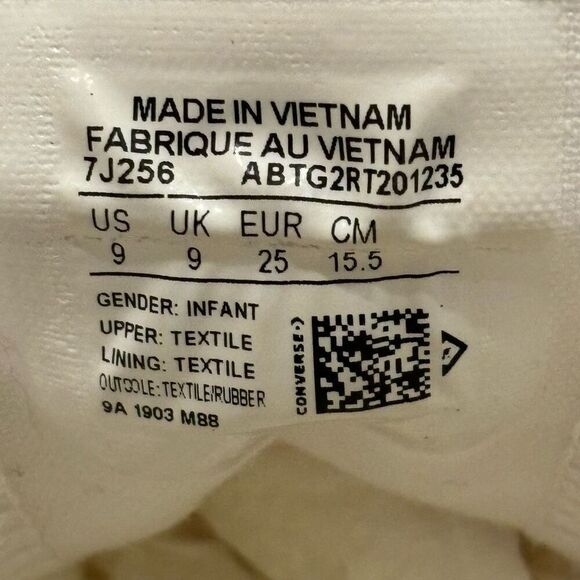 MADE IN VIETNAM
FABRIQUE AU VIETNAM
7J256 ABTG2RT201235
US UK EUR CM
9 9 25 15.5
GENDER: INFANT
UPPER: TEXTILE
LINING: TEXTILE
OUTSOLE: TEXTILE/RUBBER
9A 1903 M88
CONVERSE